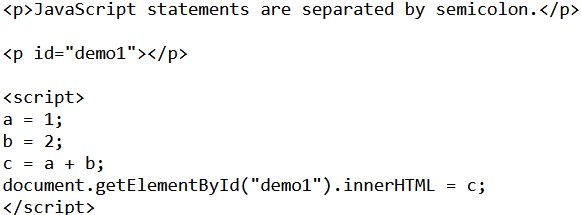 <p>JavaScript statements are separated by semicolon.</p>
<p id="demo1"></p>
<script>
a = 1;
b = 2;
c = a + b;
document.getElementById("demo1").innerHTML = c;
</script>